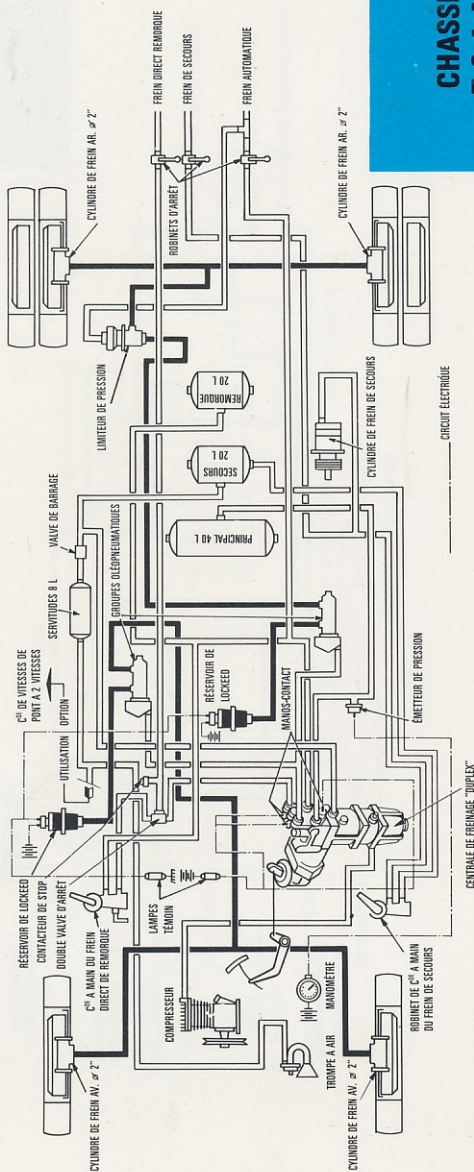 CHASSI
FREIN DIRECT REMORQUE
FREIN DE SECOURS
FREIN AUTOMATIQUE
ROBINETS D'ARRÊT
CYLINDRE DE FREIN AR. ø 2"
CYLINDRE DE FREIN AR. ø 2"
LIMITEUR DE PRESSION
REMORQUE
20 L
SECOURS
20 L
PRINCIPAL 40 L
CYLINDRE DE FREIN DE SECOURS
CIRCUIT ÉLECTRIQUE
VALVE DE BARRAGE
SERVITUDES 8 L
GROUPES OLÉOPNEUMATIQUES
Cᴰᴱ DE VITESSES DE
PONT A 2 VITESSES
OPTION
UTILISATION
RÉSERVOIR DE
LOCKEED
MANOS-CONTACT
ÉMETTEUR DE PRESSION
CENTRALE DE FREINAGE "DUPLEX"
RÉSERVOIR DE LOCKEED
CONTACTEUR DE STOP
DOUBLE VALVE D'ARRÊT
Cᴰᴱ A MAIN DU FREIN
DIRECT DE REMORQUE
LAMPES
TÉMOIN
COMPRESSEUR
MANOMÈTRE
TROMPE A AIR
ROBINET DE Cᴰᴱ A MAIN
DU FREIN DE SECOURS
CYLINDRE DE FREIN AV. ø 2"
CYLINDRE DE FREIN AV. ø 2"